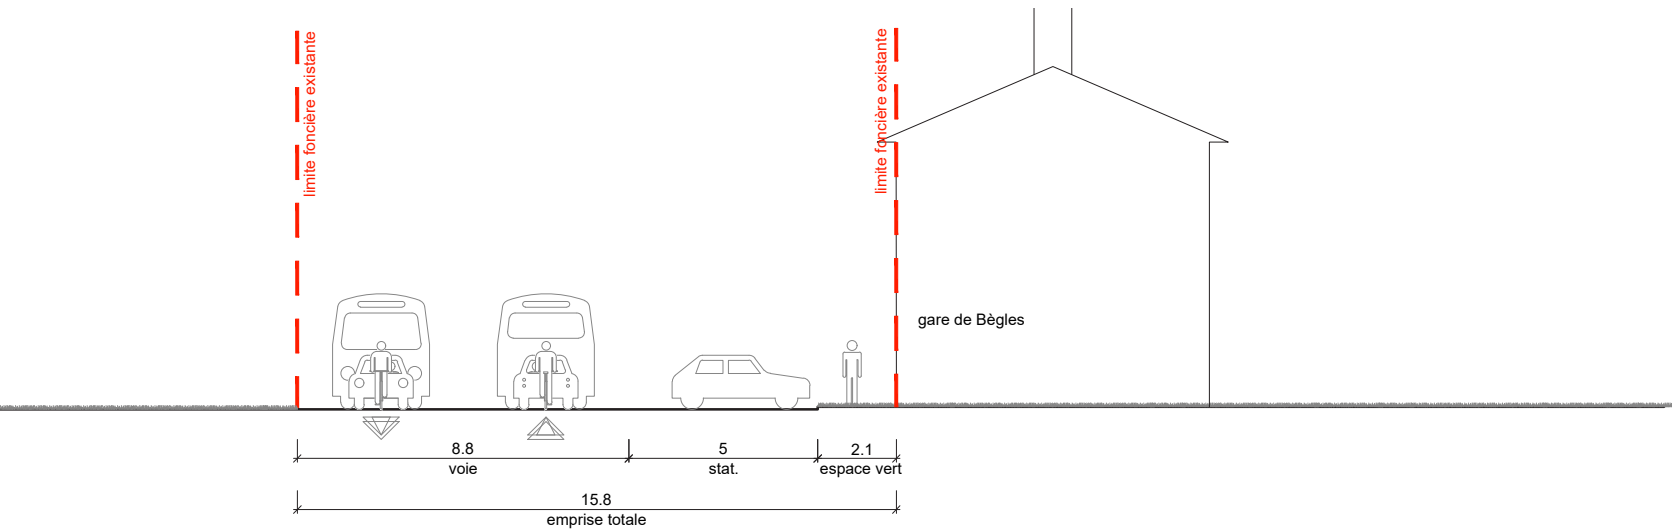 limite foncière existante
limite foncière existante
gare de Bègles
8.8
5
2.1
voie
stat.
espace vert
15.8
emprise totale